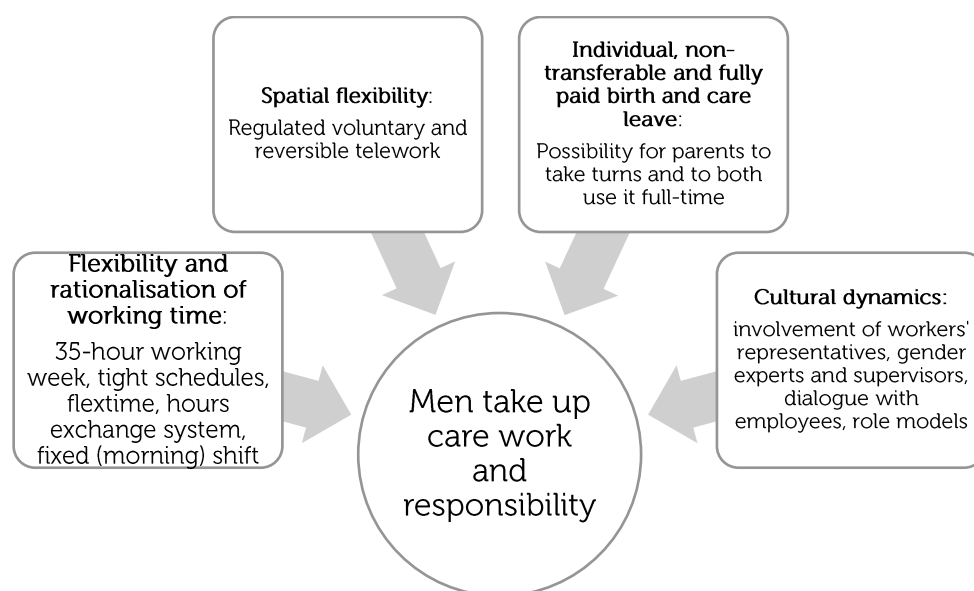 Spatial flexibility:
Regulated voluntary and
reversible telework
Individual, non-
transferable and fully
paid birth and care
leave:
Possibility for parents to
take turns and to both
use it full-time
Flexibility and
rationalisation of
working time:
35-hour working
week, tight schedules,
flextime, hours
exchange system,
fixed (morning) shift
Cultural dynamics:
involvement of workers'
representatives, gender
experts and supervisors,
dialogue with
employees, role models
Men take up
care work
and
responsibility